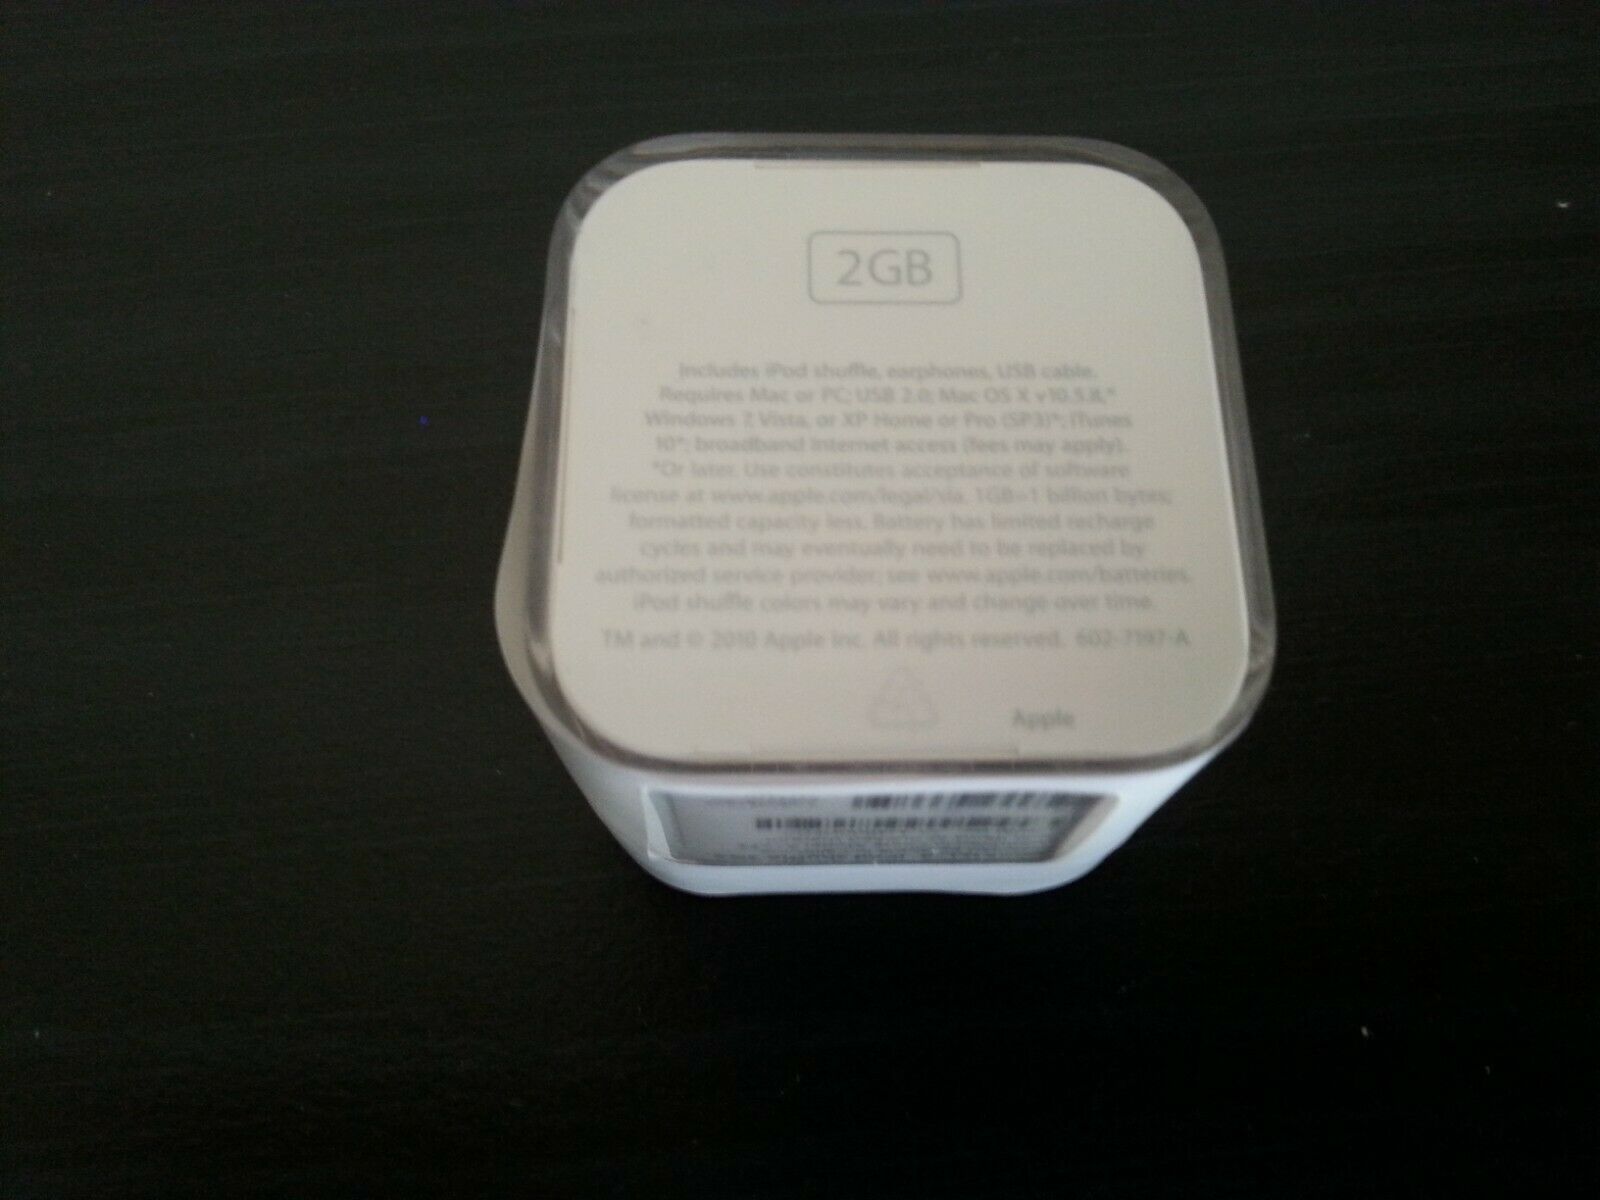 2GB
Includes iPod shuffle, earphones, USB cable.
Requires Mac or PC; USB 2.0; Mac OS X v10.5.8,*
Windows 7, Vista, or XP Home or Pro (SP3)*; iTunes
10*; broadband Internet access (fees may apply).
*Or later. Use constitutes acceptance of software
license at www.apple.com/legal/sla. 1GB=1 billion bytes;
formatted capacity less. Battery has limited recharge
cycles and may eventually need to be replaced by
authorized service provider; see www.apple.com/batteries.
iPod shuffle colors may vary and change over time.
TM and © 2010 Apple Inc. All rights reserved. 602-7197-A
Apple